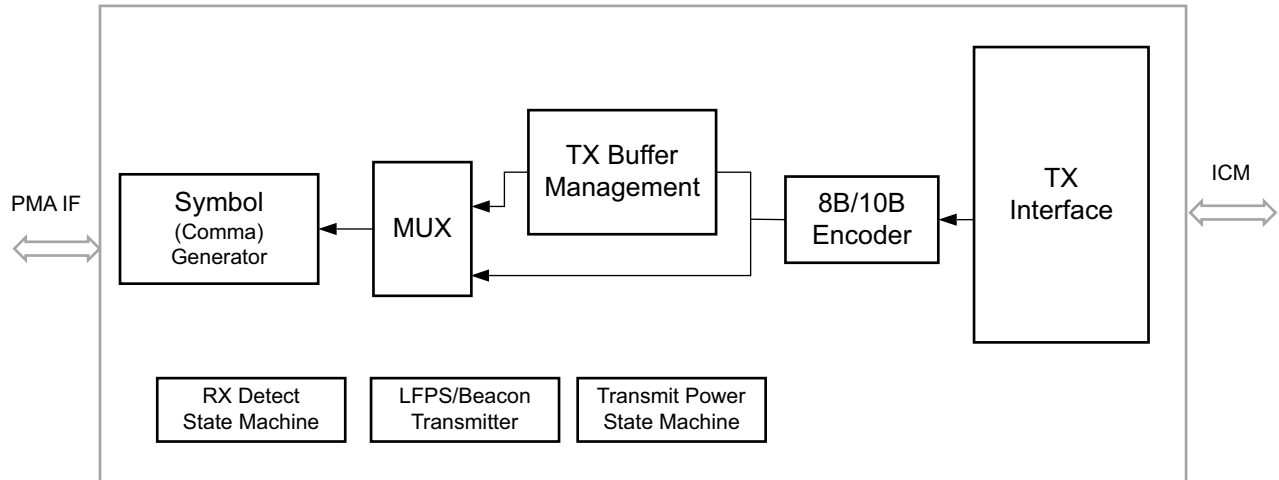 PMA IF
Symbol
(Comma)
Generator
MUX
TX Buffer
Management
8B/10B
Encoder
TX
Interface
ICM
RX Detect
State Machine
LFPS/Beacon
Transmitter
Transmit Power
State Machine